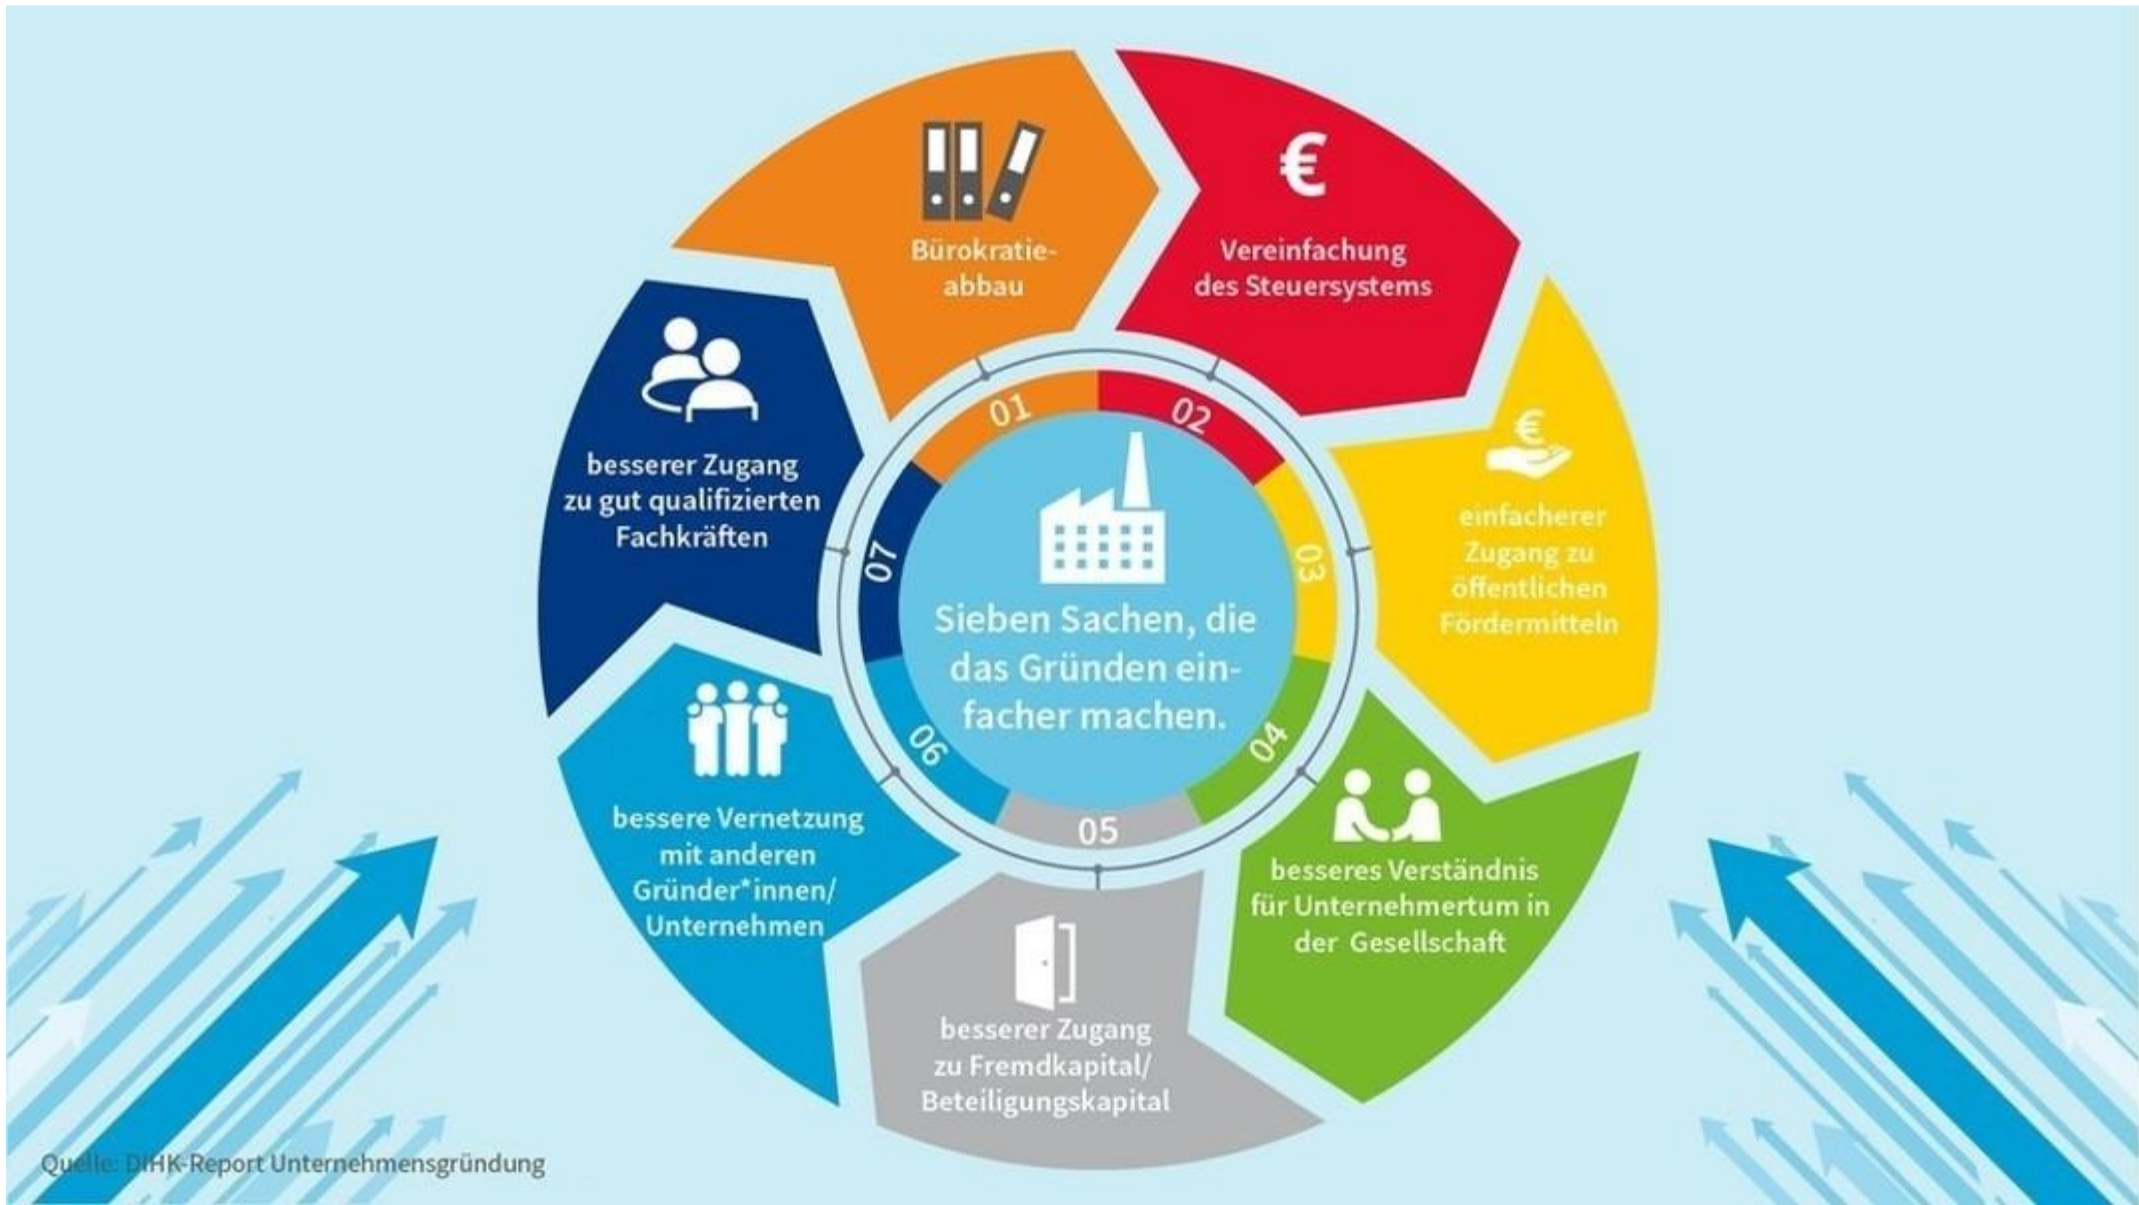 Bürokratie-
abbau
€
Vereinfachung
des Steuersystems
€
einfacherer
Zugang zu
öffentlichen
Fördermitteln
besseres Verständnis
für Unternehmertum in
der Gesellschaft
besserer Zugang
zu Fremdkapital/
Beteiligungskapital
bessere Vernetzung
mit anderen
Gründer*innen/
Unternehmen
besserer Zugang
zu gut qualifizierten
Fachkräften
01
02
03
04
05
06
07
Sieben Sachen, die
das Gründen ein-
facher machen.
Quelle: DIHK-Report Unternehmensgründung